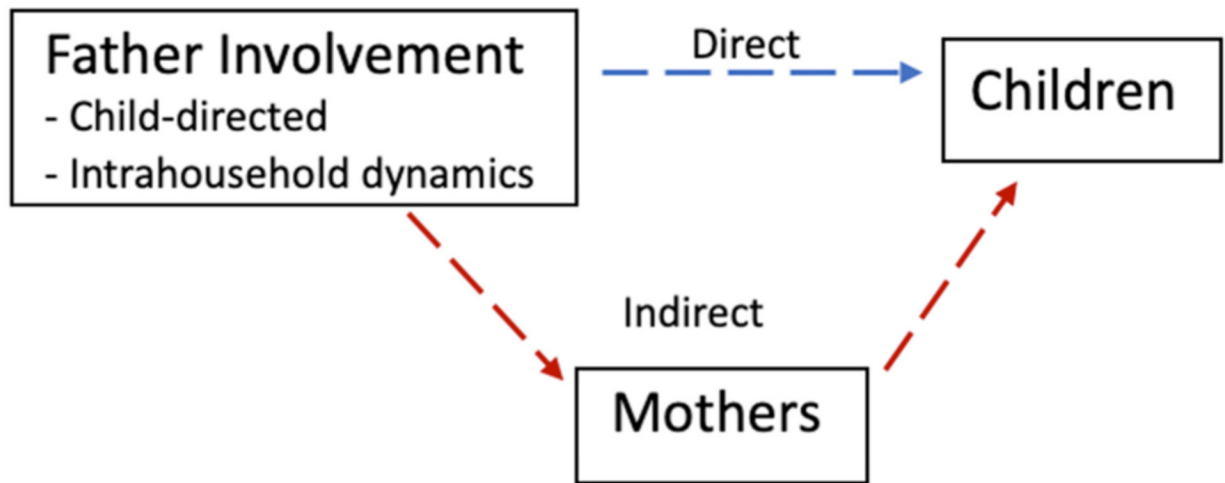 Father Involvement
- Child-directed
- Intrahousehold dynamics
Direct
Children
Indirect
Mothers